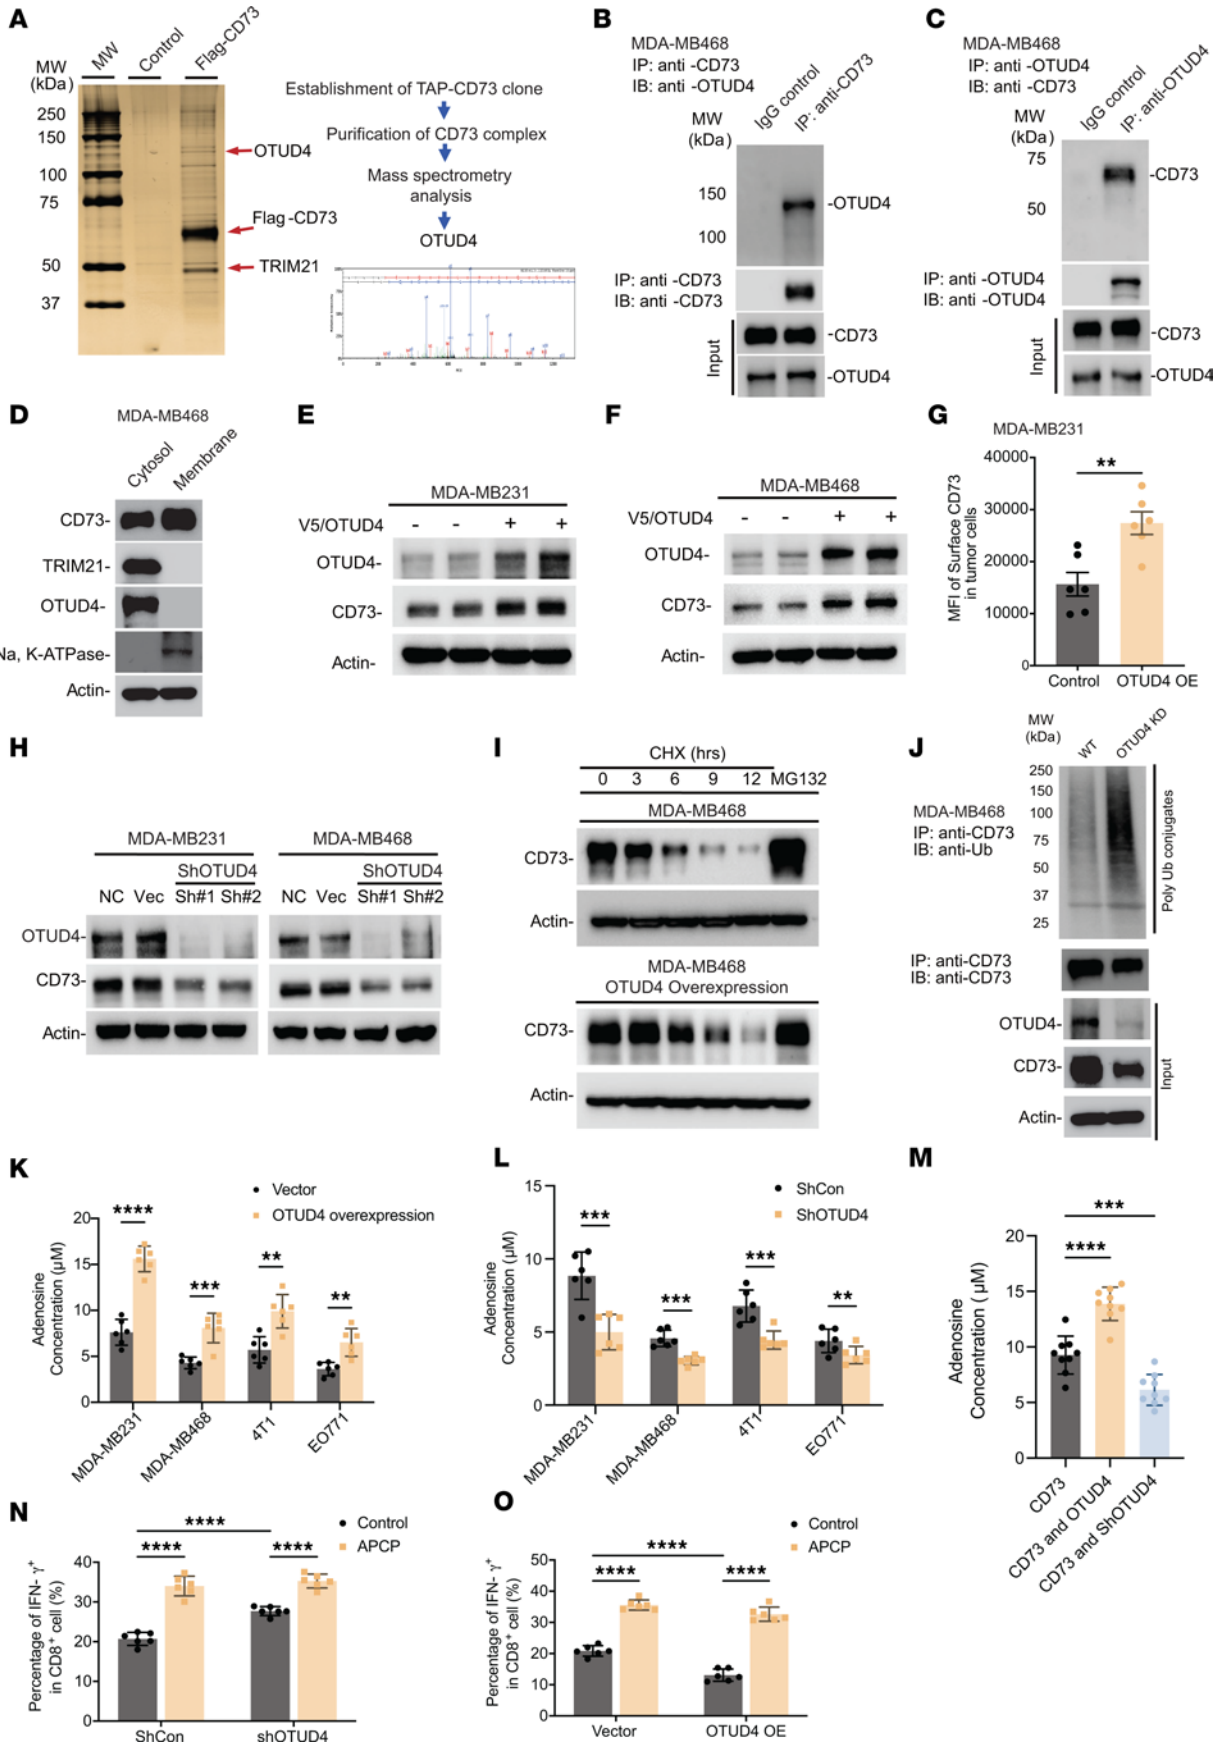 A
MW
Control
Flag-CD73
MW
(kDa)
250
150
100
75
50
37
OTUD4
Flag -CD73
TRIM21
Establishment of TAP-CD73 clone
Purification of CD73 complex
Mass spectrometry
analysis
OTUD4
B
MDA-MB468
IP: anti -CD73
IB: anti -OTUD4
MW
(kDa)
IgG control
IP: anti-CD73
150
100
-OTUD4
IP: anti -CD73
IB: anti -CD73
Input
-CD73
-OTUD4
C
MDA-MB468
IP: anti -OTUD4
IB: anti -CD73
MW
(kDa)
IgG control
IP: anti-OTUD4
75
50
-CD73
IP: anti -OTUD4
IB: anti -OTUD4
Input
-CD73
-OTUD4
D
MDA-MB468
Cytosol
Membrane
CD73-
TRIM21-
OTUD4-
Na, K-ATPase-
Actin-
E
MDA-MB231
V5/OTUD4 - - + +
OTUD4-
CD73-
Actin-
F
MDA-MB468
V5/OTUD4 - - + +
OTUD4-
CD73-
Actin-
G
MDA-MB231
MFI of Surface CD73
in tumor cells
40000
30000
20000
10000
0
**
Control OTUD4 OE
H
MDA-MB231 MDA-MB468
ShOTUD4 ShOTUD4
NC Vec Sh#1 Sh#2 NC Vec Sh#1 Sh#2
OTUD4-
CD73-
Actin-
I
CHX (hrs)
0 3 6 9 12 MG132
MDA-MB468
CD73-
Actin-
MDA-MB468
OTUD4 Overexpression
CD73-
Actin-
J
MW
(kDa)
WT
OTUD4 KD
250
150
100
75
50
37
25
MDA-MB468
IP: anti-CD73
IB: anti-Ub
Poly Ub conjugates
IP: anti-CD73
IB: anti-CD73
OTUD4-
CD73-
Actin-
Input
K
Vector
OTUD4 overexpression
Adenosine
Concentration (μM)
20
15
10
5
0
****
***
**
**
MDA-MB231
MDA-MB468
4T1
EO771
L
ShCon
ShOTUD4
Adenosine
Concentration (μM)
15
10
5
0
***
***
***
**
MDA-MB231
MDA-MB468
4T1
EO771
M
Adenosine
Concentration (μM)
20
15
10
5
0
***
****
CD73
CD73 and OTUD4
CD73 and ShOTUD4
N
Control
APCP
Percentage of IFN- γ+
in CD8+ cell (%)
40
30
20
10
0
****
**** ****
ShCon shOTUD4
O
Control
APCP
Percentage of IFN- γ+
in CD8+ cell (%)
50
40
30
20
10
0
****
**** ****
Vector OTUD4 OE